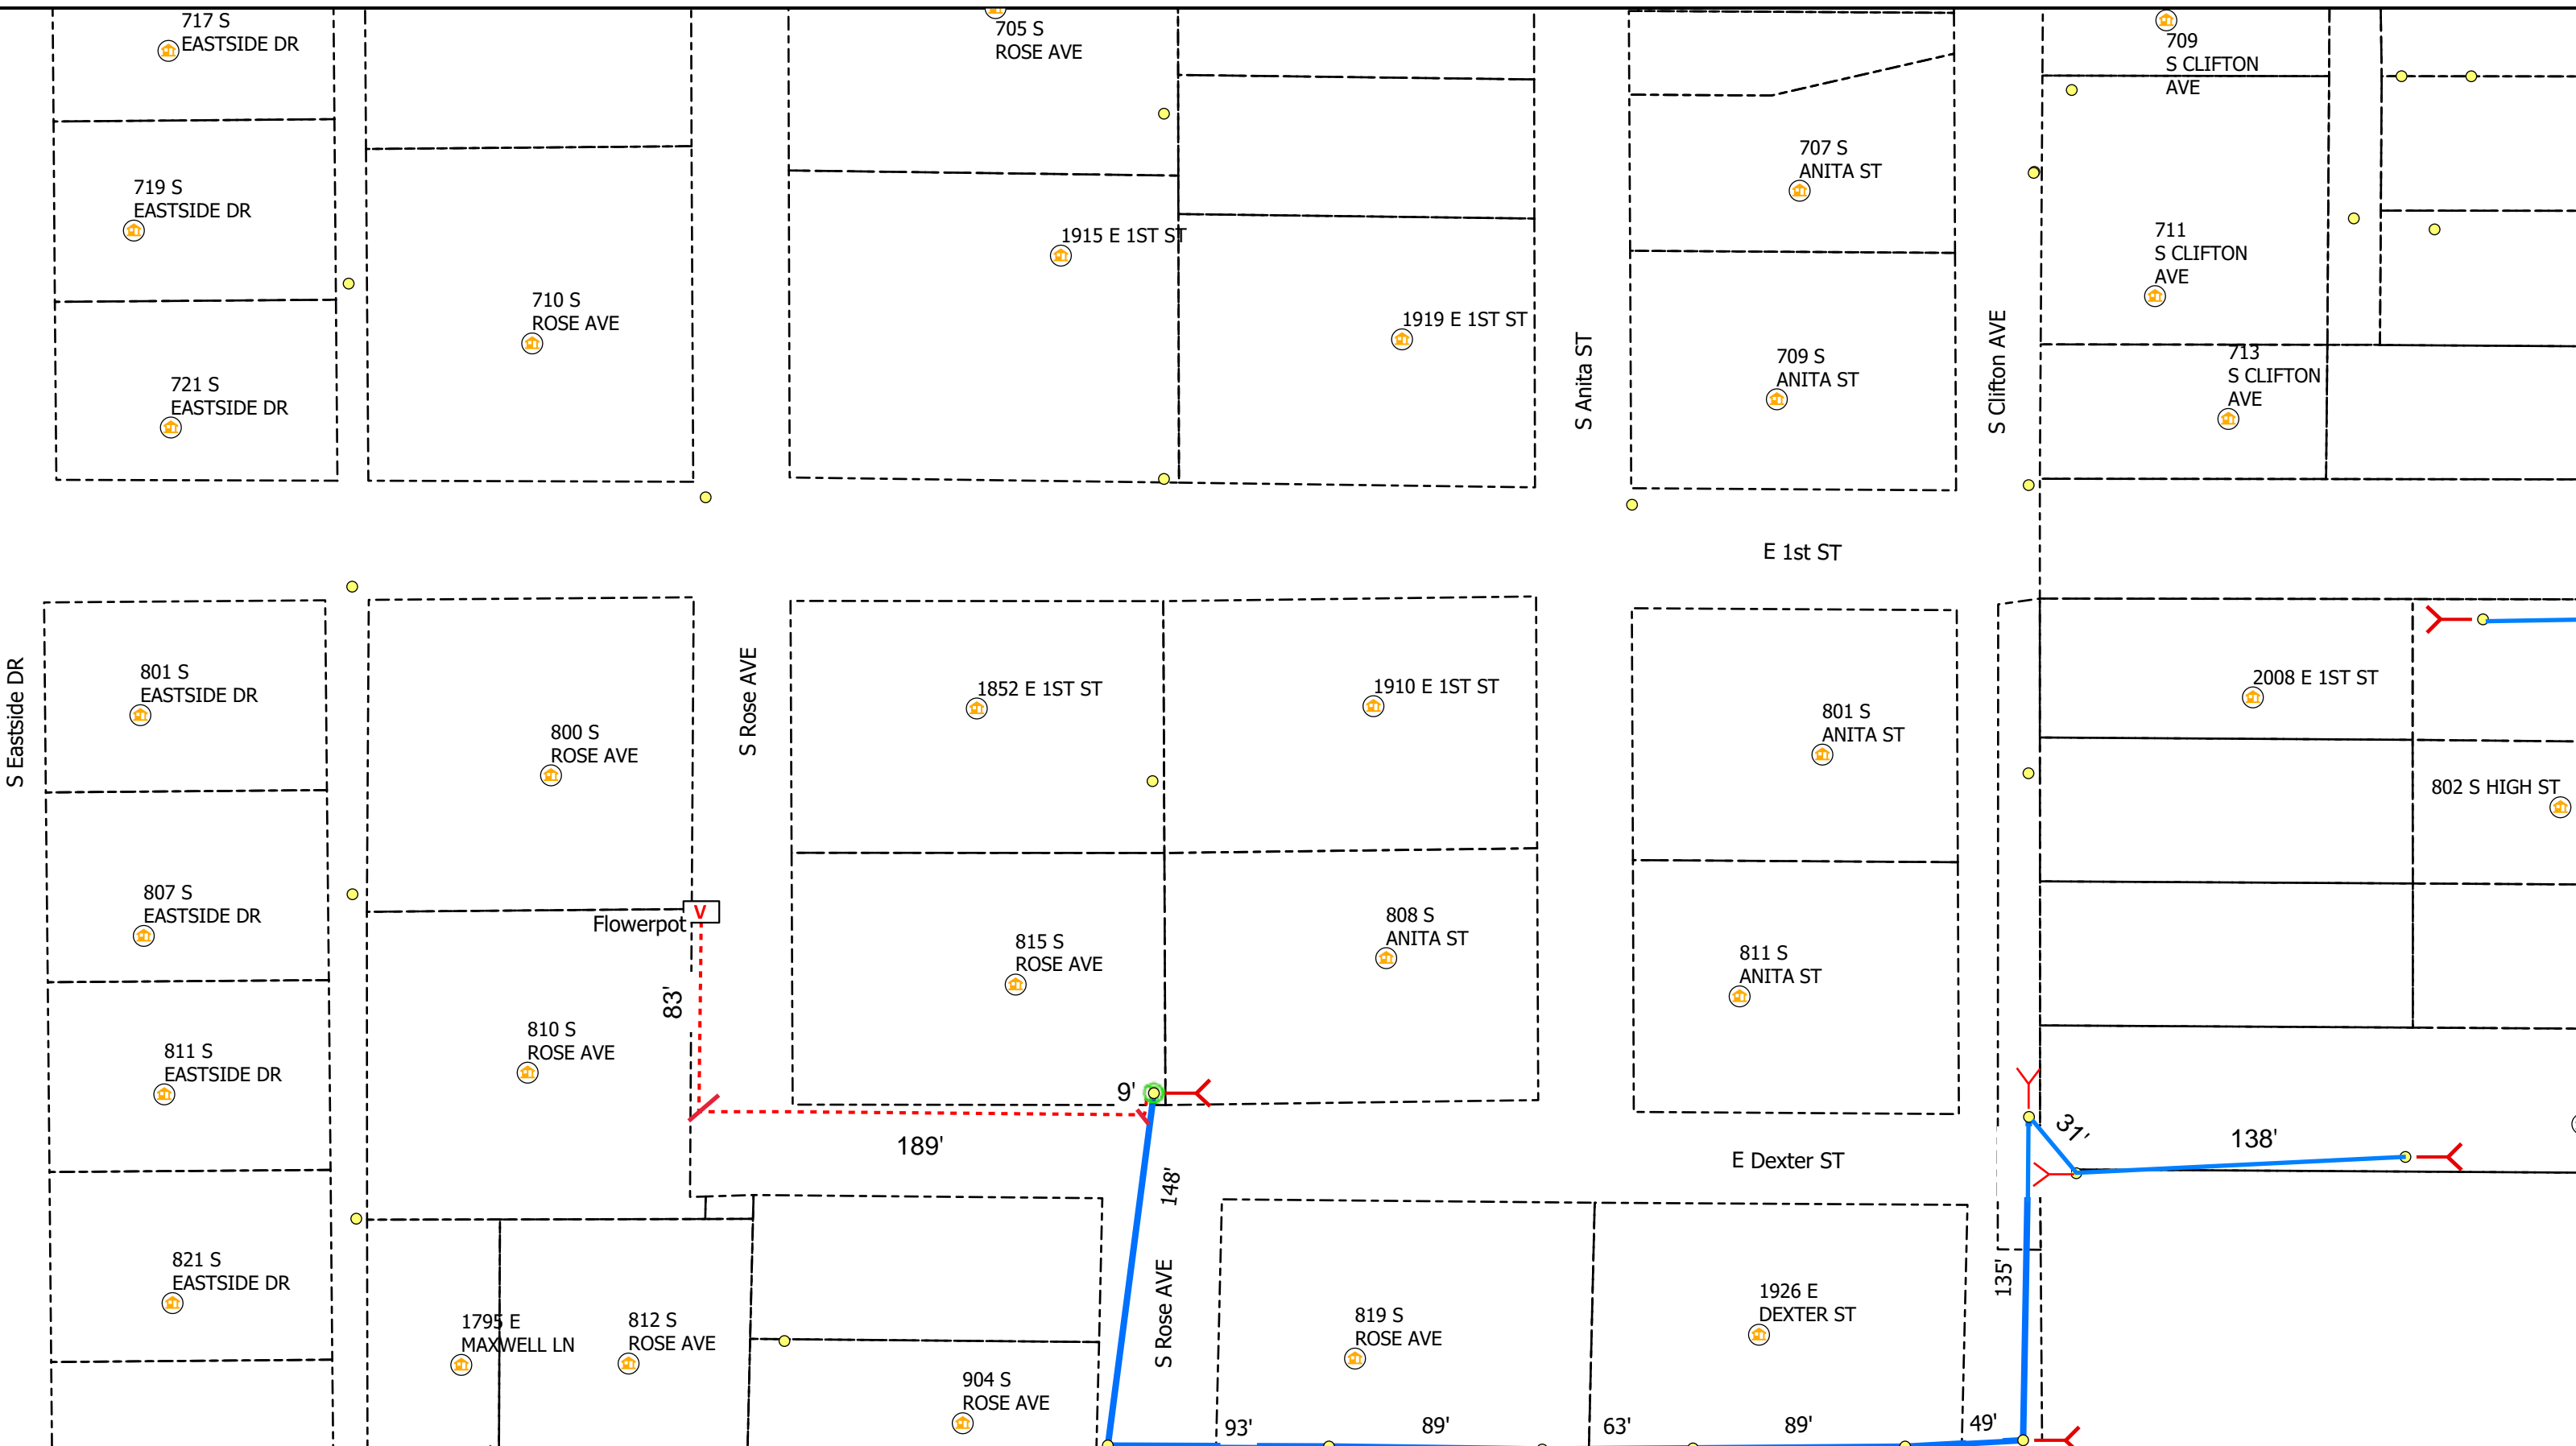 717 S
EASTSIDE DR
705 S
ROSE AVE
709
S CLIFTON
AVE
707 S
ANITA ST
719 S
EASTSIDE DR
1915 E 1ST ST
711
S CLIFTON
AVE
710 S
ROSE AVE
1919 E 1ST ST
S Anita ST
S Clifton AVE
709 S
ANITA ST
713
S CLIFTON
AVE
721 S
EASTSIDE DR
E 1st ST
S Eastside DR
801 S
EASTSIDE DR
800 S
ROSE AVE
S Rose AVE
1852 E 1ST ST
1910 E 1ST ST
801 S
ANITA ST
2008 E 1ST ST
802 S HIGH ST
807 S
EASTSIDE DR
Flowerpot
V
815 S
ROSE AVE
808 S
ANITA ST
811 S
ANITA ST
83'
811 S
EASTSIDE DR
810 S
ROSE AVE
9'
189'
148'
E Dexter ST
31'
138'
821 S
EASTSIDE DR
1795 E
MAXWELL LN
812 S
ROSE AVE
S Rose AVE
819 S
ROSE AVE
1926 E
DEXTER ST
135'
904 S
ROSE AVE
93'
89'
63'
89'
49'